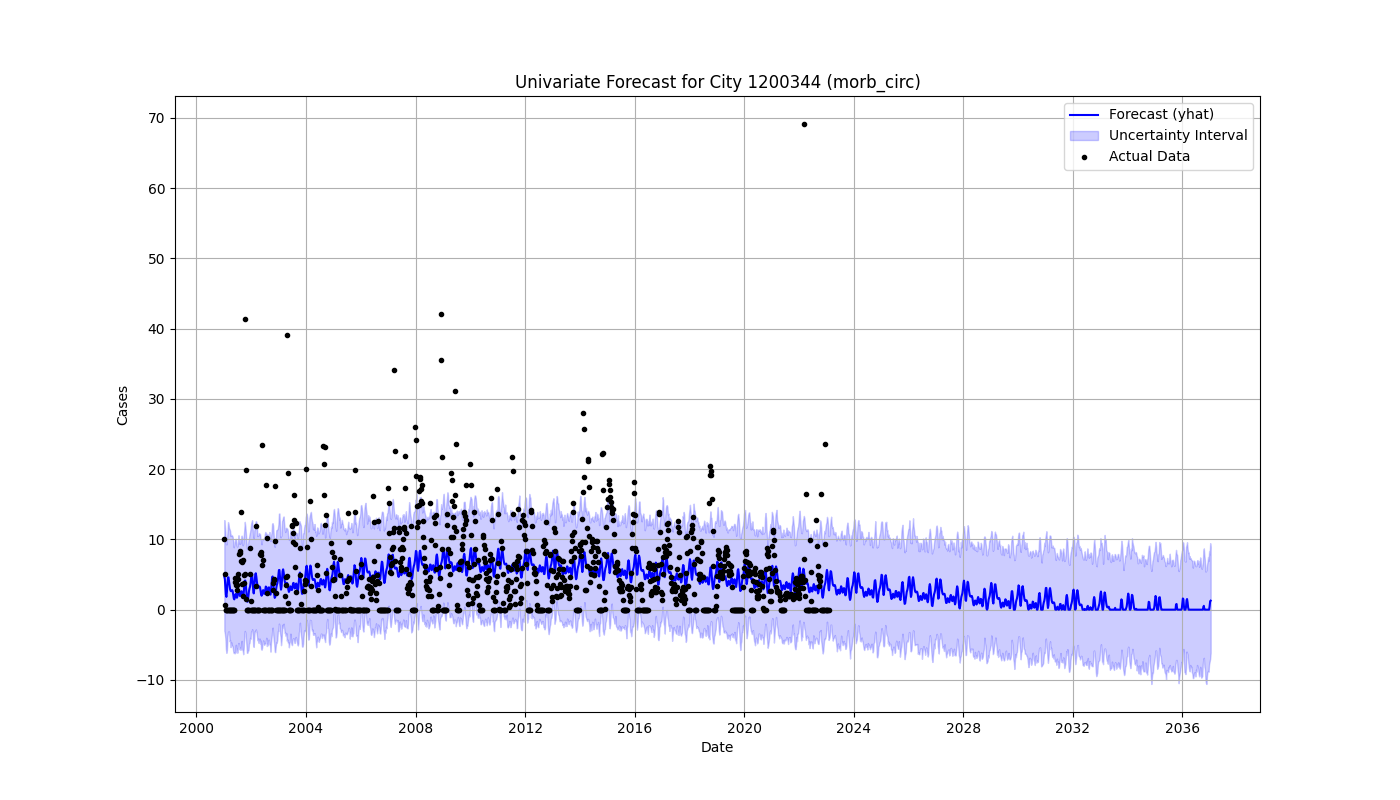 Univariate Forecast for City 1200344 (morb_circ)
Forecast (yhat)
Uncertainty Interval
Actual Data
70
60
50
40
30
20
10
0
−10
Cases
2000 2004 2008 2012 2016 2020 2024 2028 2032 2036
Date